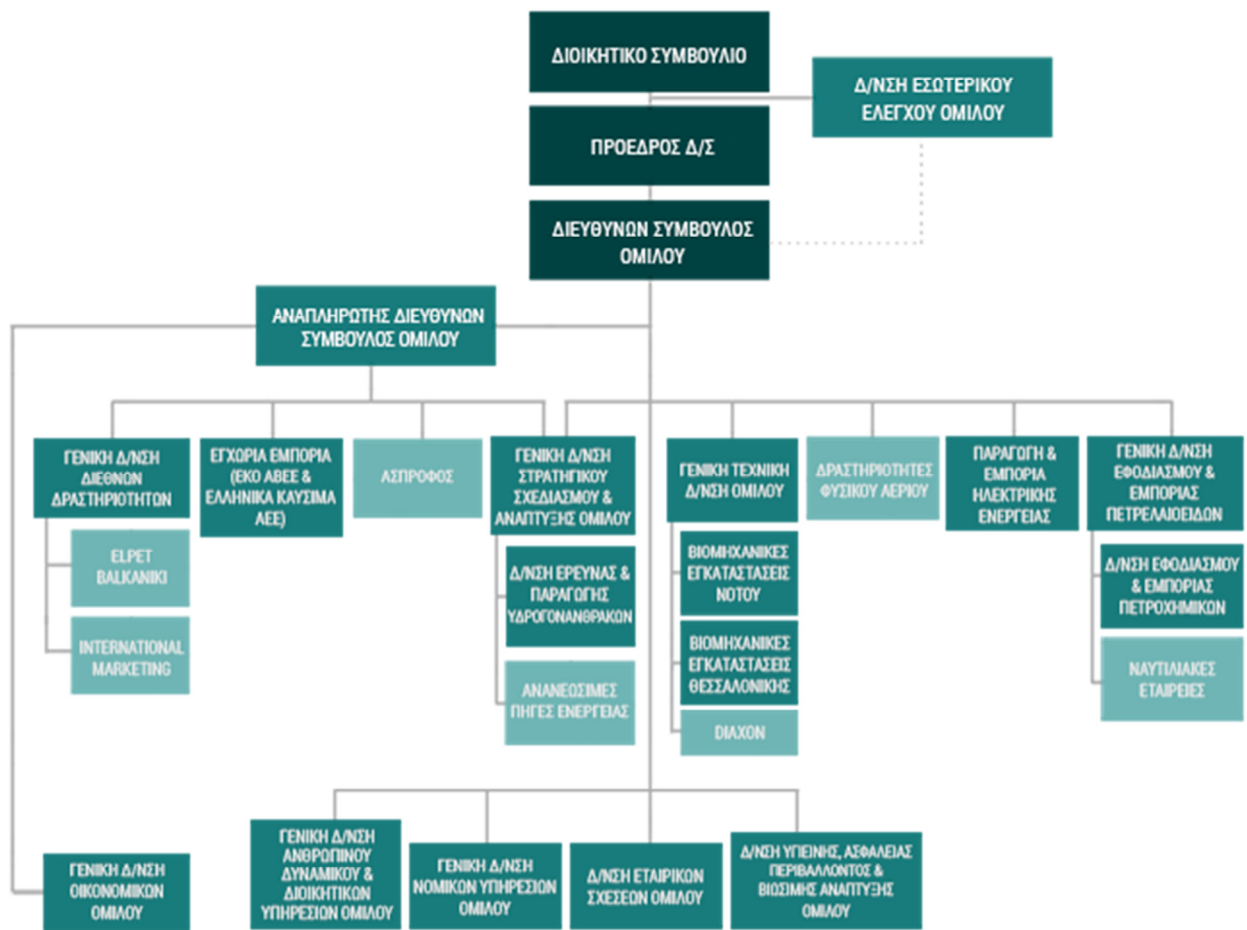 ΔΙΟΙΚΗΤΙΚΟ ΣΥΜΒΟΥΛΙΟ
Δ/ΝΣΗ ΕΣΩΤΕΡΙΚΟΥ
ΕΛΕΓΧΟΥ ΟΜΙΛΟΥ
ΠΡΟΕΔΡΟΣ Δ/Σ
ΔΙΕΥΘΥΝΩΝ ΣΥΜΒΟΥΛΟΣ
ΟΜΙΛΟΥ
ΑΝΑΠΛΗΡΩΤΗΣ ΔΙΕΥΘΥΝΩΝ
ΣΥΜΒΟΥΛΟΣ ΟΜΙΛΟΥ
ΓΕΝΙΚΗ Δ/ΝΣΗ
ΔΙΕΘΝΩΝ
ΔΡΑΣΤΗΡΙΟΤΗΤΩΝ
ELPET
BALKANIKI
INTERNATIONAL
MARKETING
ΕΓΧΩΡΙΑ ΕΜΠΟΡΙΑ
(ΕΚΟ ΑΒΕΕ &
ΕΛΛΗΝΙΚΑ ΚΑΥΣΙΜΑ
ΑΕΕ)
ΑΣΠΡΟΦΟΣ
ΓΕΝΙΚΗ Δ/ΝΣΗ
ΣΤΡΑΤΗΓΙΚΟΥ
ΣΧΕΔΙΑΣΜΟΥ &
ΑΝΑΠΤΥΞΗΣ ΟΜΙΛΟΥ
Δ/ΝΣΗ ΕΡΕΥΝΑΣ &
ΠΑΡΑΓΩΓΗΣ
ΥΔΡΟΓΟΝΑΝΘΡΑΚΩΝ
ΑΝΑΝΕΩΣΙΜΕΣ
ΠΗΓΕΣ ΕΝΕΡΓΕΙΑΣ
ΓΕΝΙΚΗ ΤΕΧΝΙΚΗ
Δ/ΝΣΗ ΟΜΙΛΟΥ
ΒΙΟΜΗΧΑΝΙΚΕΣ
ΕΓΚΑΤΑΣΤΑΣΕΙΣ
ΝΟΤΟΥ
ΒΙΟΜΗΧΑΝΙΚΕΣ
ΕΓΚΑΤΑΣΤΑΣΕΙΣ
ΘΕΣΣΑΛΟΝΙΚΗΣ
DIAXON
ΔΡΑΣΤΗΡΙΟΤΗΤΕΣ
ΦΥΣΙΚΟΥ ΑΕΡΙΟΥ
ΠΑΡΑΓΩΓΗ &
ΕΜΠΟΡΙΑ
ΗΛΕΚΤΡΙΚΗΣ
ΕΝΕΡΓΕΙΑΣ
ΓΕΝΙΚΗ Δ/ΝΣΗ
ΕΦΟΔΙΑΣΜΟΥ &
ΕΜΠΟΡΙΑΣ
ΠΕΤΡΕΛΑΙΟΕΙΔΩΝ
Δ/ΝΣΗ ΕΦΟΔΙΑΣΜΟΥ
& ΕΜΠΟΡΙΑΣ
ΠΕΤΡΟΧΗΜΙΚΩΝ
ΝΑΥΤΙΛΙΑΚΕΣ
ΕΤΑΙΡΕΙΕΣ
ΓΕΝΙΚΗ Δ/ΝΣΗ
ΟΙΚΟΝΟΜΙΚΩΝ
ΟΜΙΛΟΥ
ΓΕΝΙΚΗ Δ/ΝΣΗ
ΑΝΘΡΩΠΙΝΟΥ
ΔΥΝΑΜΙΚΟΥ &
ΔΙΟΙΚΗΤΙΚΩΝ
ΥΠΗΡΕΣΙΩΝ ΟΜΙΛΟΥ
ΓΕΝΙΚΗ Δ/ΝΣΗ
ΝΟΜΙΚΩΝ ΥΠΗΡΕΣΙΩΝ
ΟΜΙΛΟΥ
Δ/ΝΣΗ ΕΤΑΙΡΙΚΩΝ
ΣΧΕΣΕΩΝ ΟΜΙΛΟΥ
Δ/ΝΣΗ ΥΓΙΕΙΝΗΣ, ΑΣΦΑΛΕΙΑΣ
ΠΕΡΙΒΑΛΛΟΝΤΟΣ &
ΒΙΩΣΙΜΗΣ ΑΝΑΠΤΥΞΗΣ
ΟΜΙΛΟΥ